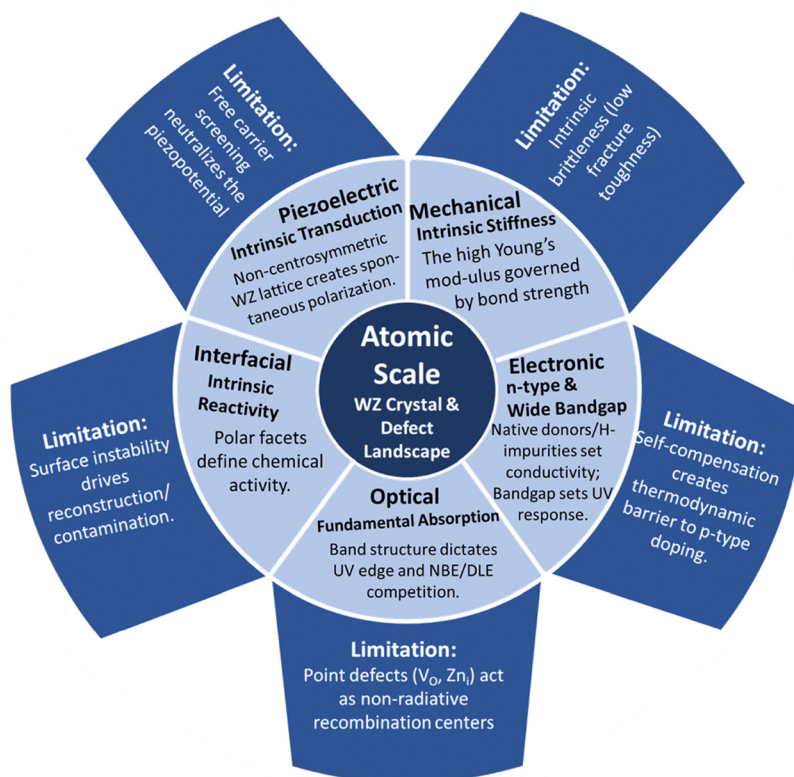 Limitation:
Free carrier
screening
neutralizes the
piezopotential
Limitation:
Intrinsic
brittleness (low
fracture
toughness)
Piezoelectric
Intrinsic Transduction
Non-centrosymmetric
WZ lattice creates spon-
taneous polarization.
Mechanical
Intrinsic Stiffness
The high Young’s
mod-ulus governed
by bond strength
Atomic
Scale
WZ Crystal &
Defect
Landscape
Interfacial
Intrinsic
Reactivity
Polar facets
define chemical
activity.
Electronic
n-type &
Wide Bandgap
Native donors/H-
impurities set
conductivity;
Bandgap sets UV
response.
Optical
Fundamental Absorption
Band structure dictates
UV edge and NBE/DLE
competition.
Limitation:
Surface instability
drives
reconstruction/
contamination.
Limitation:
Self-compensation
creates
thermodynamic
barrier to p-type
doping.
Limitation:
Point defects (V₀, Znᵢ) act
as non-radiative
recombination centers